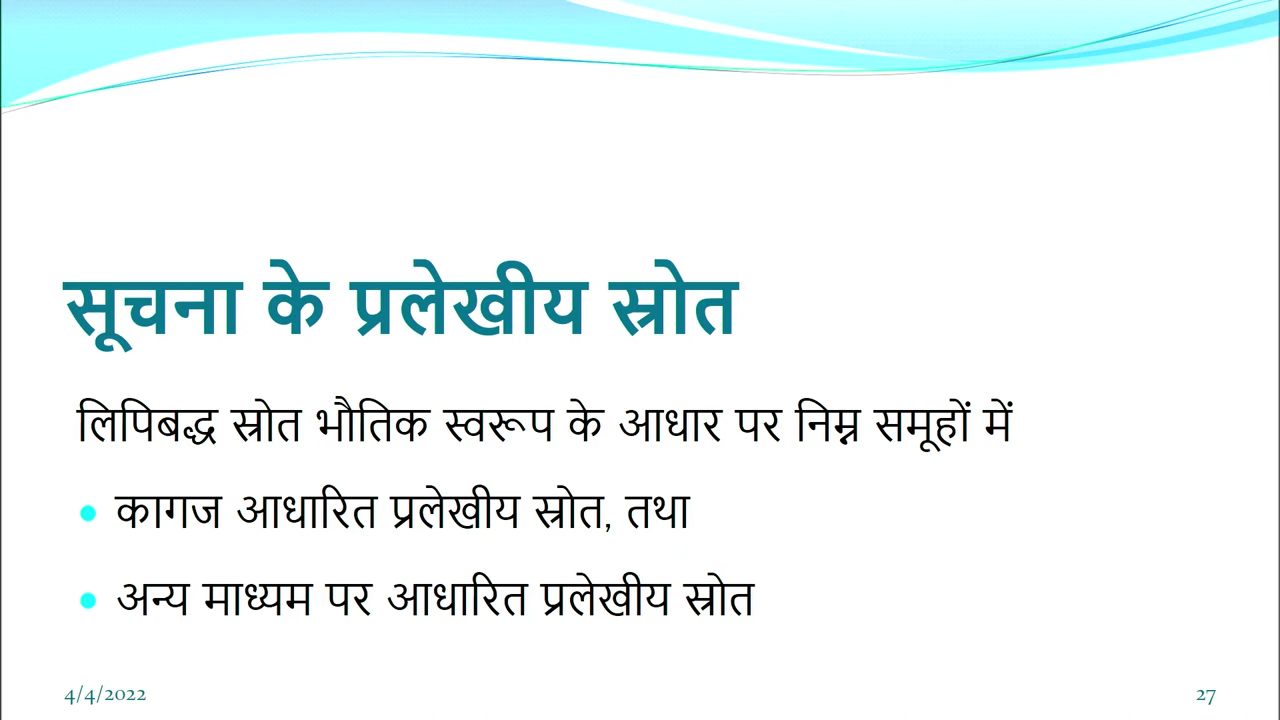 सूचना के प्रलेखीय स्रोत
लिपिबद्ध स्रोत भौतिक स्वरूप के आधार पर निम्न समूहों में
• कागज आधारित प्रलेखीय स्रोत, तथा
• अन्य माध्यम पर आधारित प्रलेखीय स्रोत
4/4/2022
27